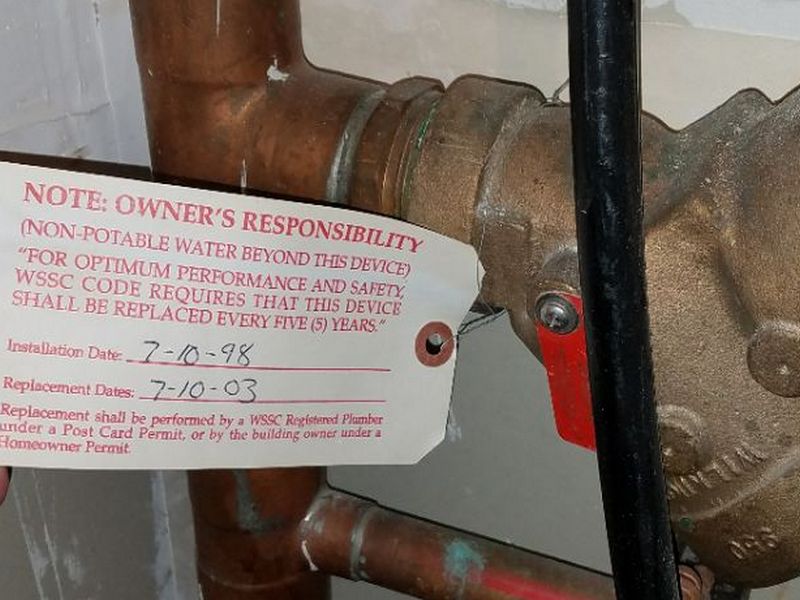 NOTE: OWNER'S RESPONSIBILITY
(NON-POTABLE WATER BEYOND THIS DEVICE)
"FOR OPTIMUM PERFORMANCE AND SAFETY,
WSSC CODE REQUIRES THAT THIS DEVICE
SHALL BE REPLACED EVERY FIVE (5) YEARS."
Installation Date: 7-10-98
Replacement Dates: 7-10-03
Replacement shall be performed by a WSSC Registered Plumber
under a Post Card Permit, or by the building owner under a
Homeowner Permit.